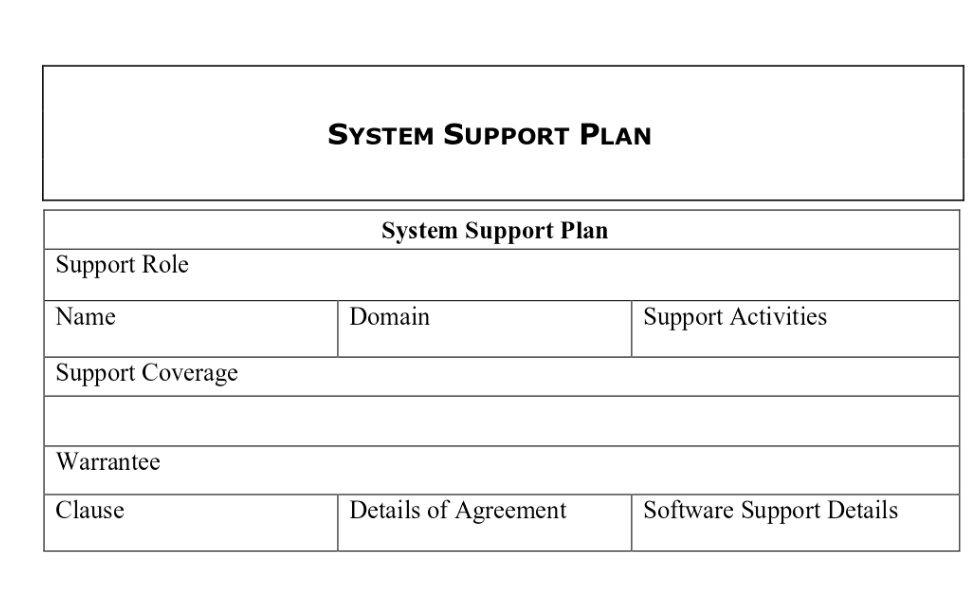 SYSTEM SUPPORT PLAN
System Support Plan
Support Role
Name Domain Support Activities
Support Coverage
Warrantee
Clause Details of Agreement Software Support Details